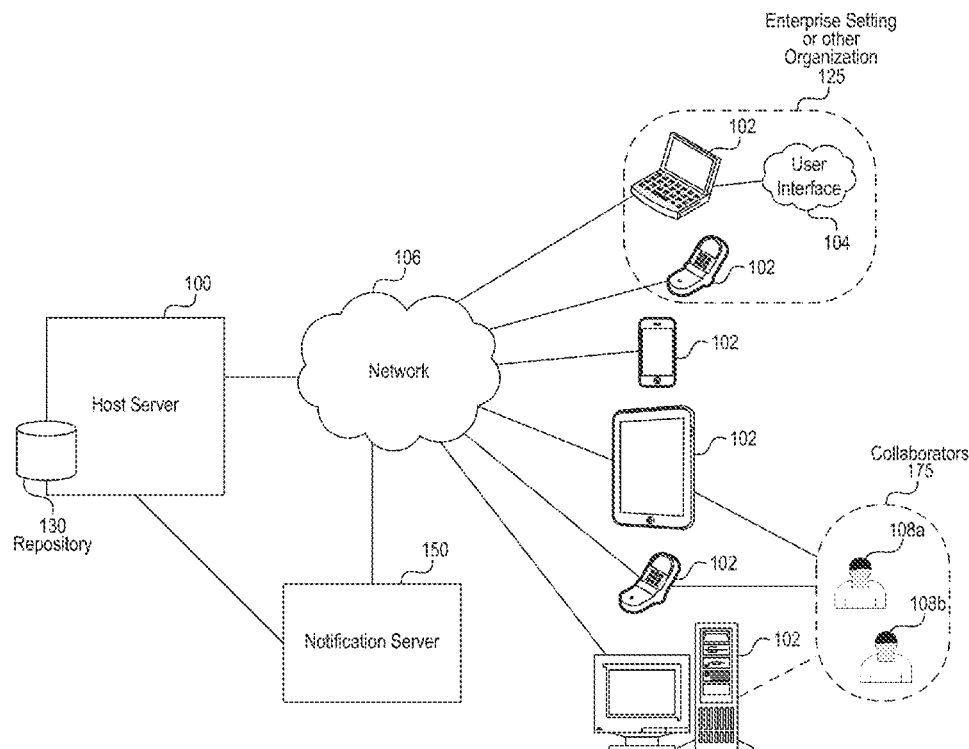 Enterprise Setting
or other
Organization
125
102
User
Interface
104
102
106
100
Network
102
Host Server
102
Collaborators
175
130
Repository
108a
150
102
108b
Notification Server
102